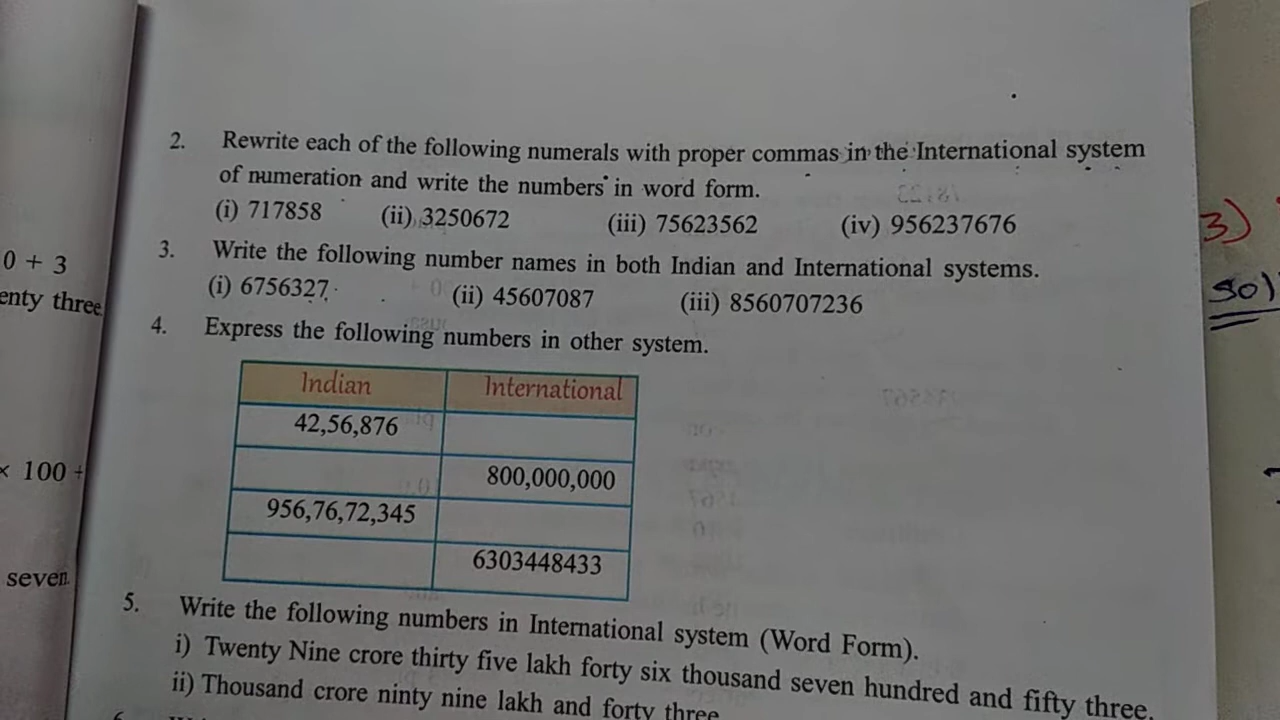 2. Rewrite each of the following numerals with proper commas in the International system
of numeration and write the numbers in word form.
(i) 717858 (ii) 3250672 (iii) 75623562 (iv) 956237676
3. Write the following number names in both Indian and International systems.
(i) 6756327 (ii) 45607087 (iii) 8560707236
4. Express the following numbers in other system.
Indian International
42,56,876
800,000,000
956,76,72,345
6303448433
5. Write the following numbers in International system (Word Form).
i) Twenty Nine crore thirty five lakh forty six thousand seven hundred and fifty three.
ii) Thousand crore ninty nine lakh and forty three
0 + 3
enty three
× 100 +
seven
3)